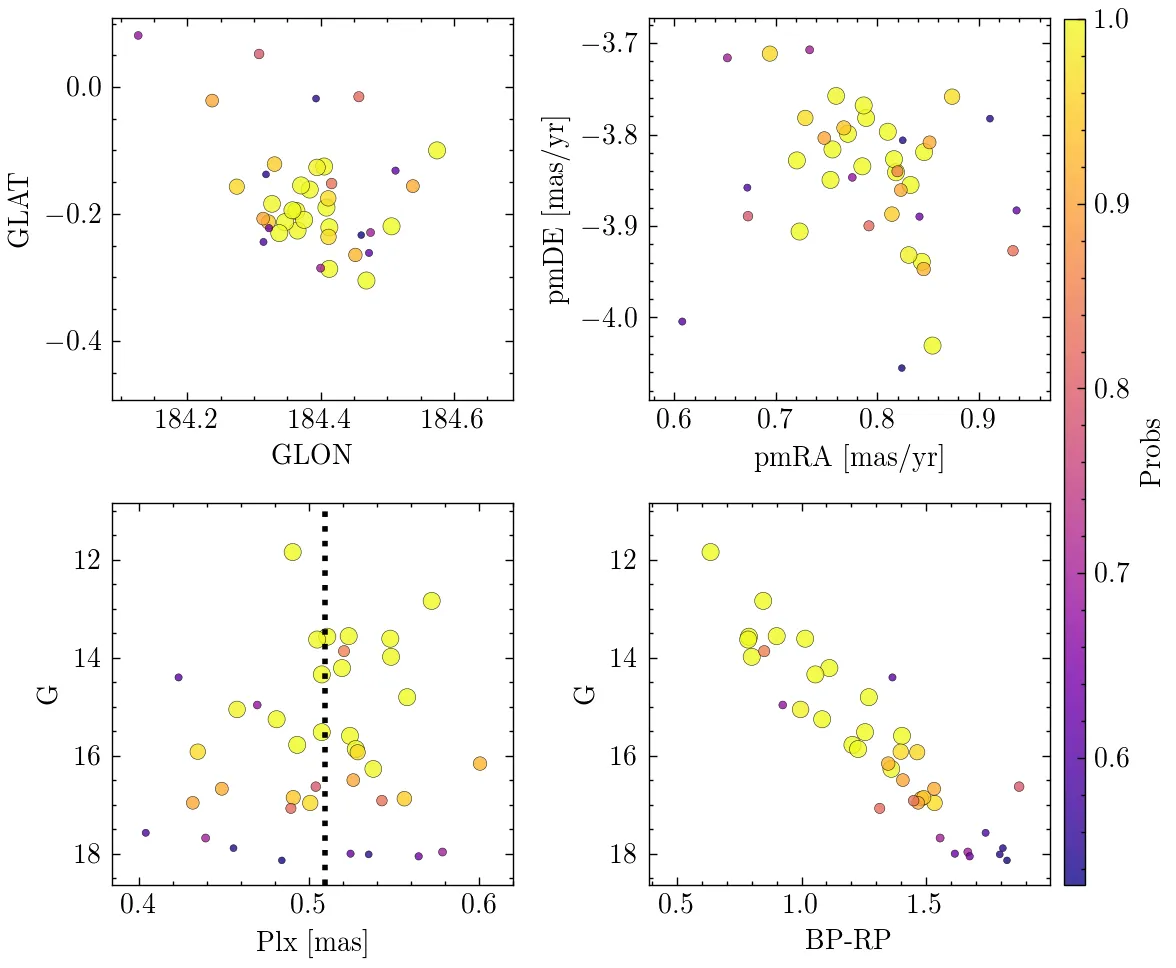 0.0
−0.2
−0.4
GLAT
184.2 184.4 184.6
GLON
−3.7
−3.8
−3.9
−4.0
pmDE [mas/yr]
0.6 0.7 0.8 0.9
pmRA [mas/yr]
12
14
16
18
G
0.4 0.5 0.6
Plx [mas]
12
14
16
18
G
0.5 1.0 1.5
BP-RP
1.0
0.9
0.8
0.7
0.6
Probs